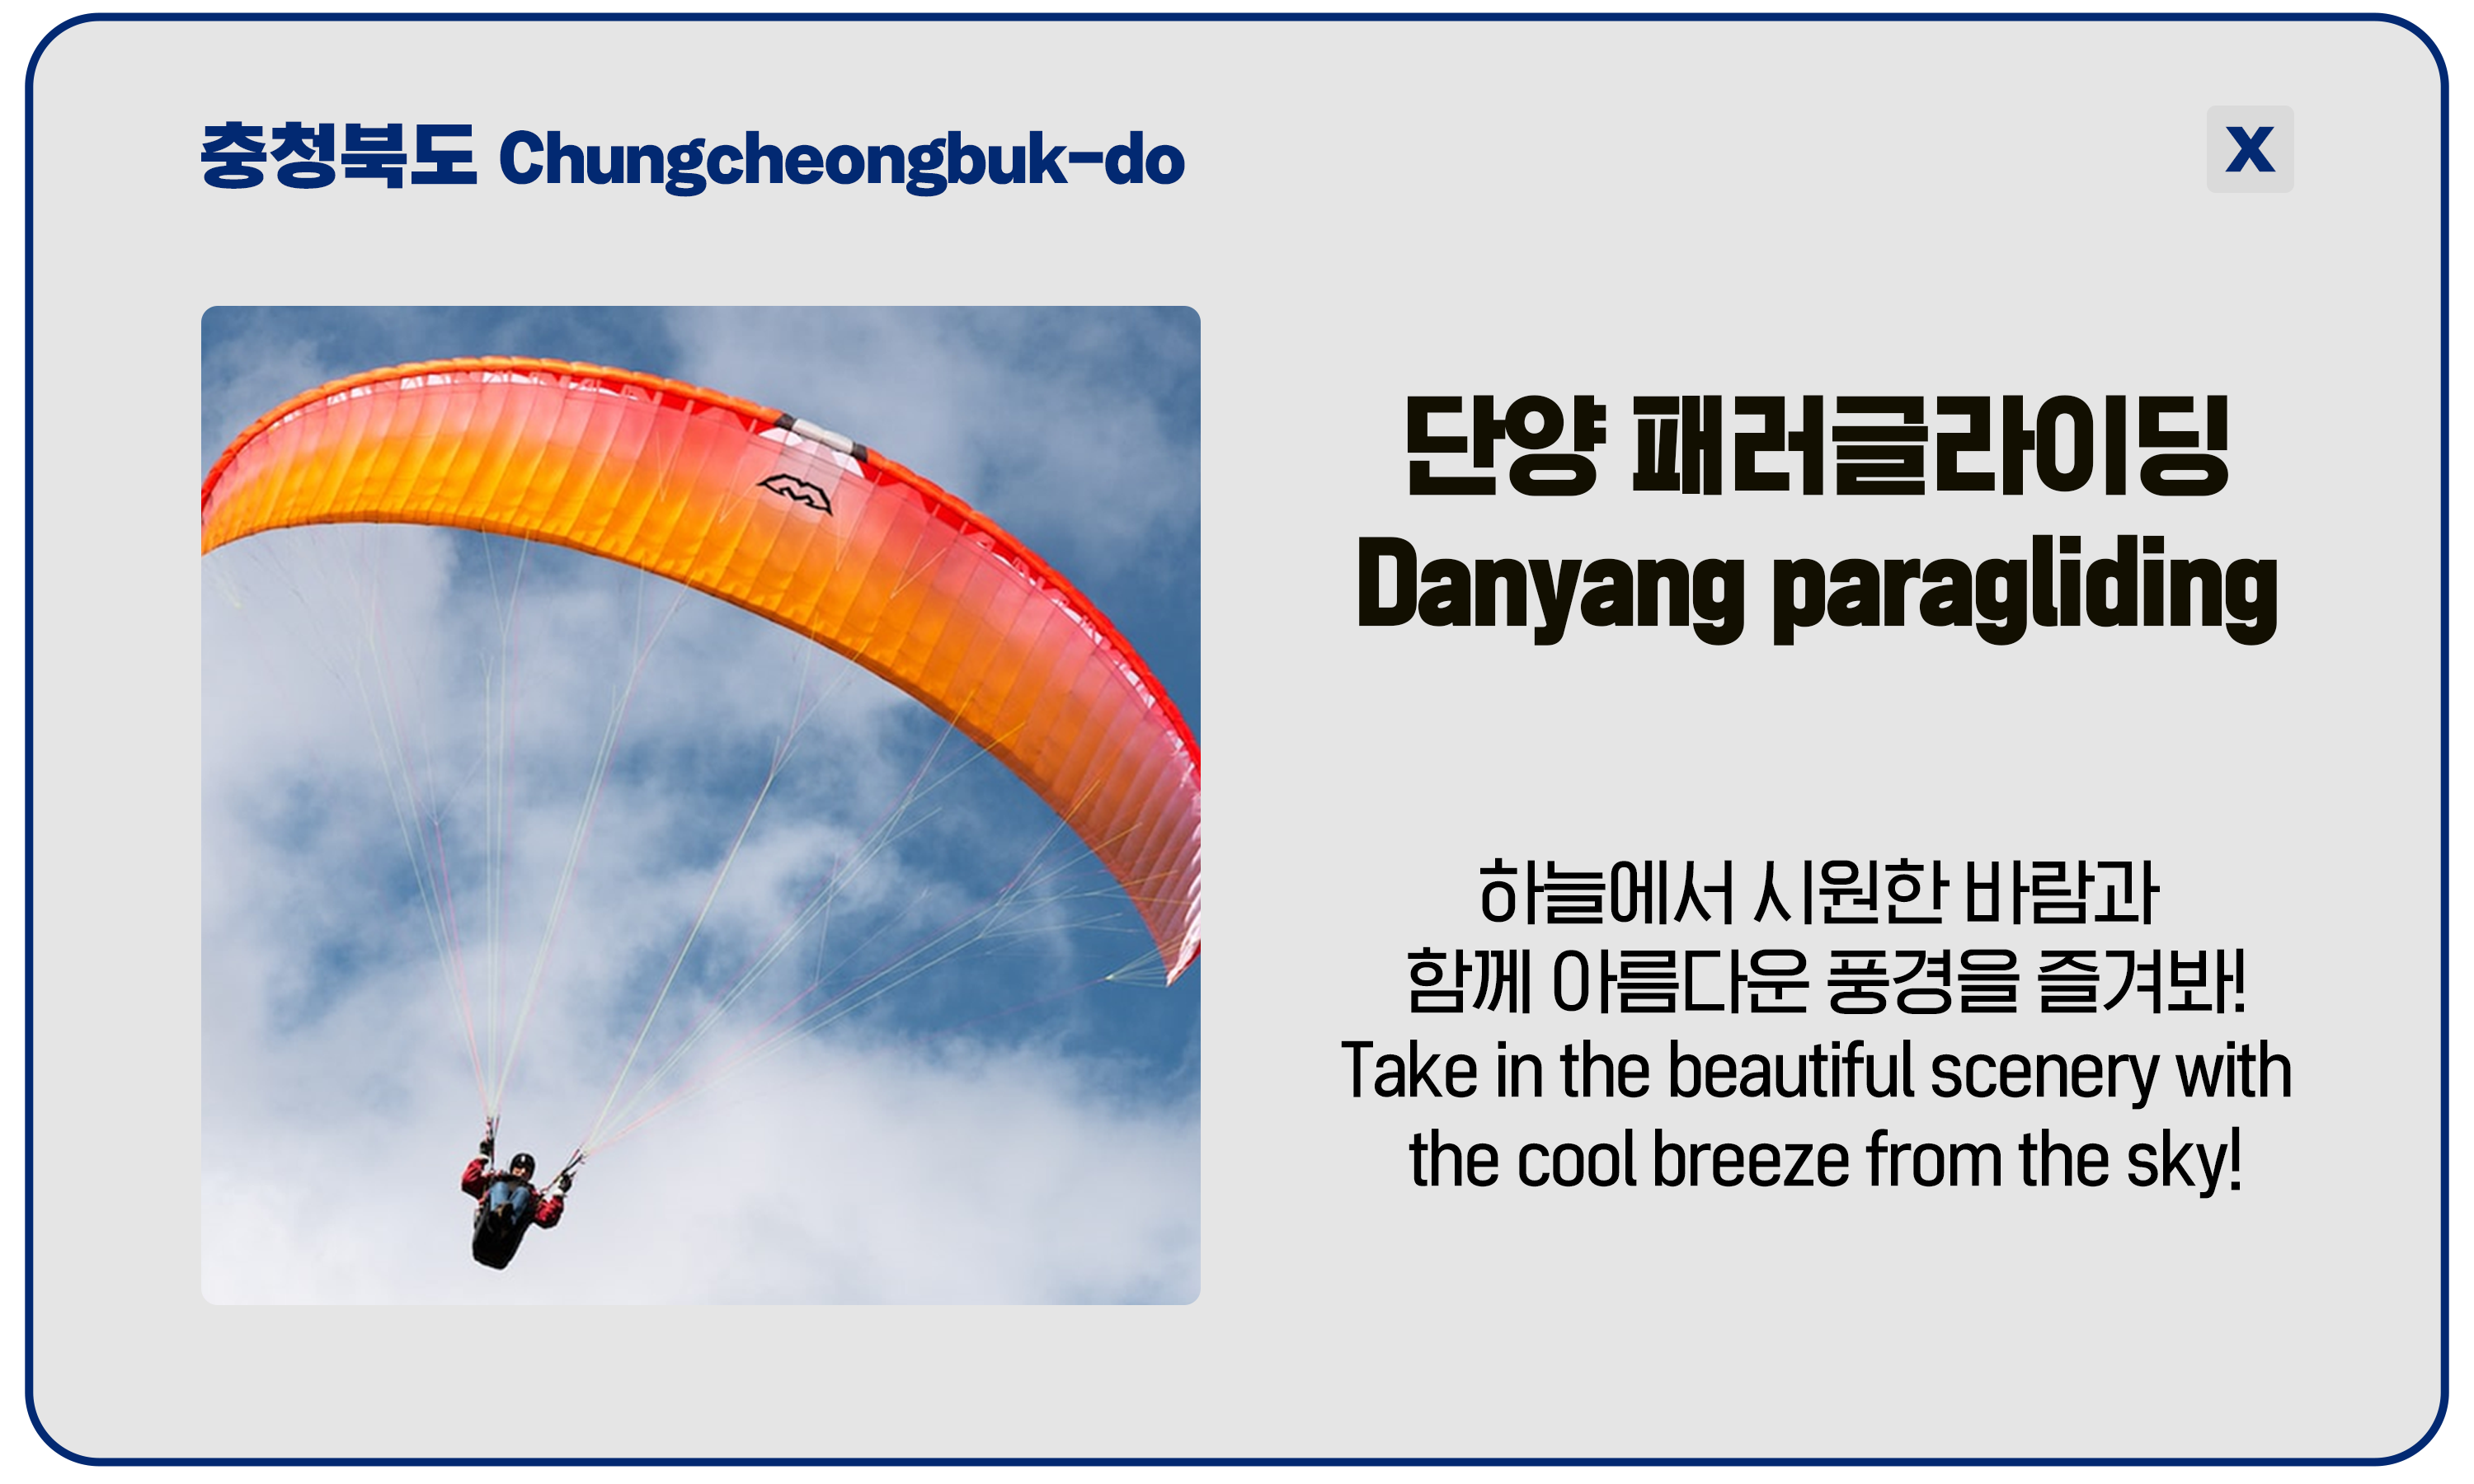 충청북도 Chungcheongbuk-do
X
단양 패러글라이딩
Danyang paragliding
하늘에서 시원한 바람과
함께 아름다운 풍경을 즐겨봐!
Take in the beautiful scenery with
the cool breeze from the sky!